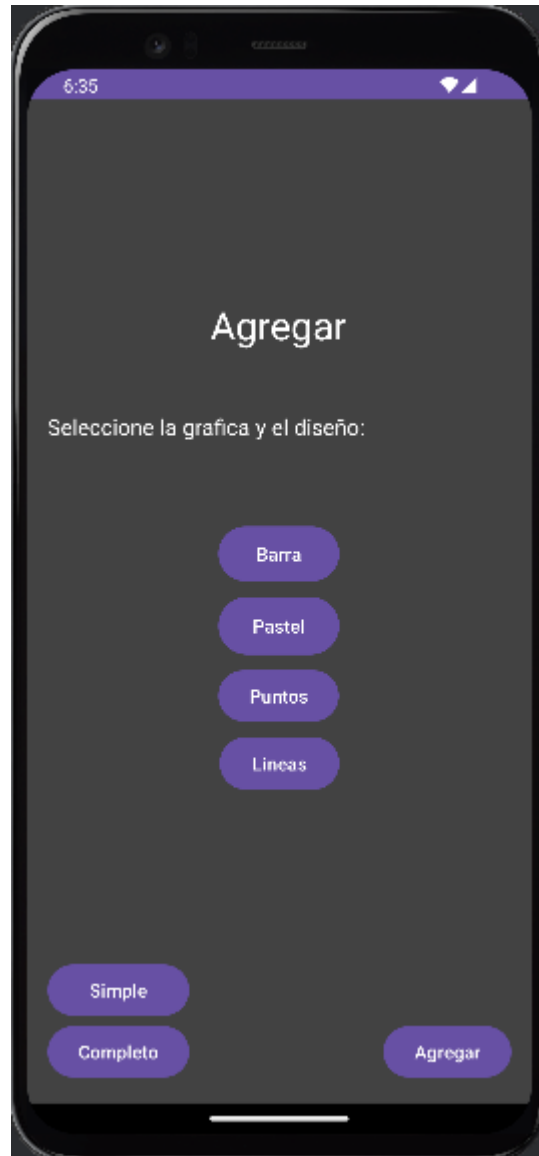 6:35
Agregar
Seleccione la grafica y el diseño:
Barra
Pastel
Puntos
Lineas
Simple
Completo
Agregar